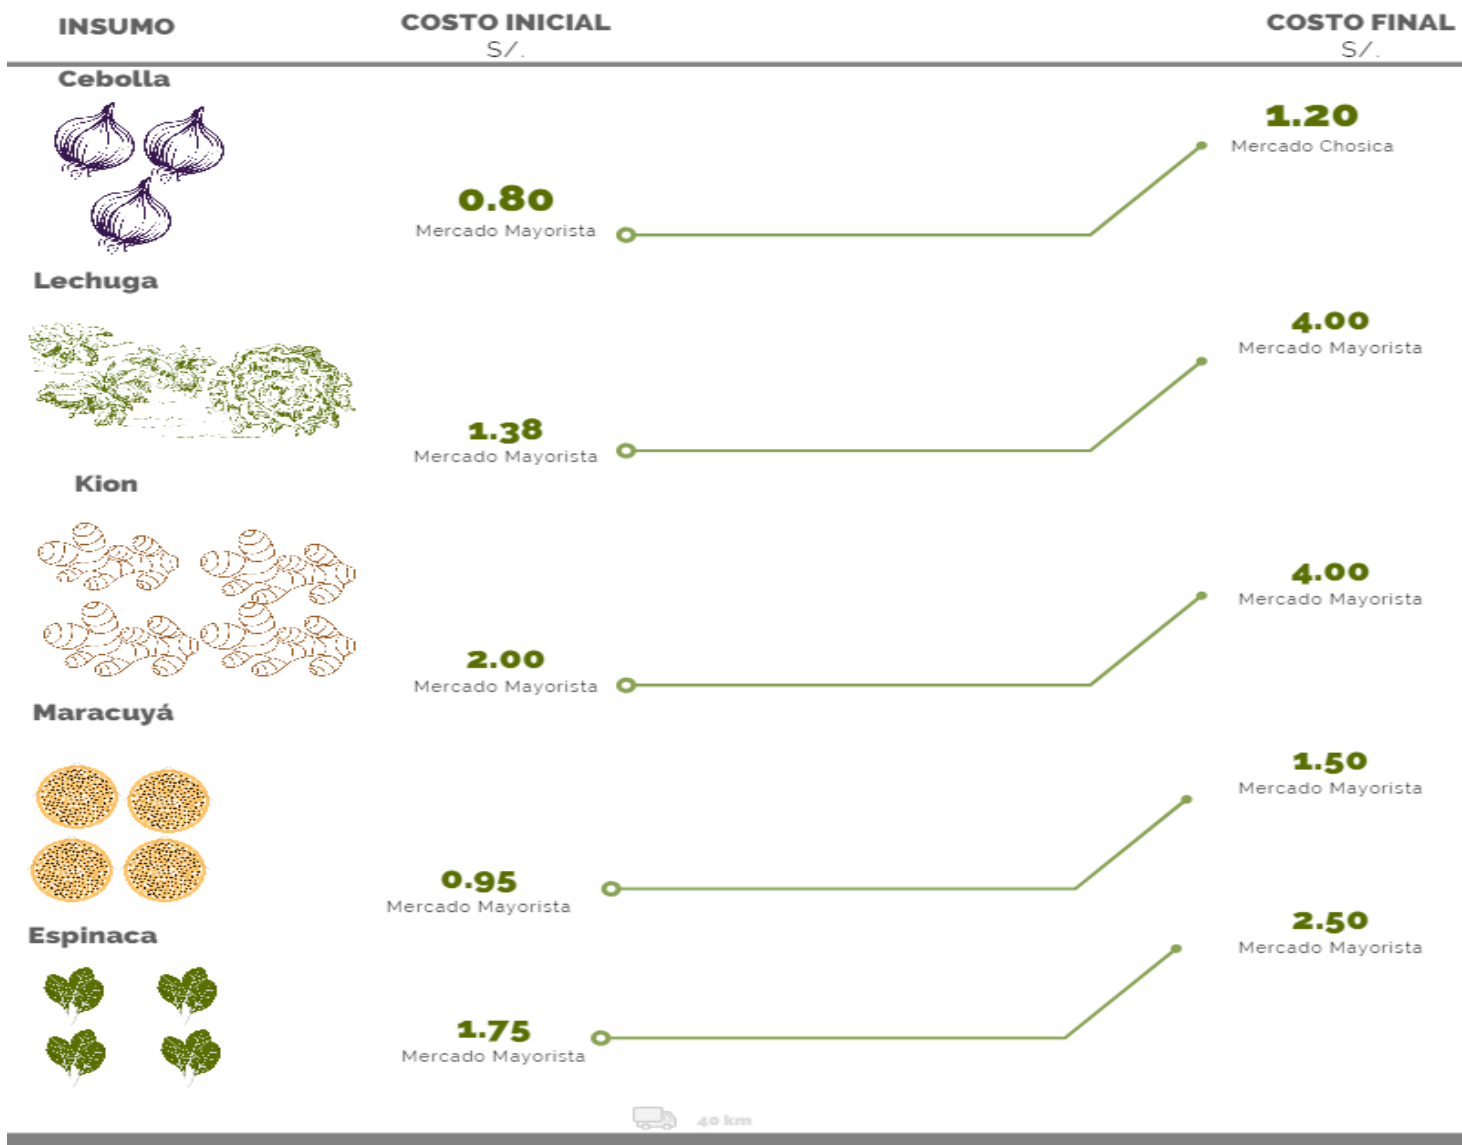 INSUMO
COSTO INICIAL
S/.
COSTO FINAL
S/.
Cebolla
0.80
Mercado Mayorista
1.20
Mercado Chosica
Lechuga
1.38
Mercado Mayorista
4.00
Mercado Mayorista
Kion
2.00
Mercado Mayorista
4.00
Mercado Mayorista
Maracuyá
0.95
Mercado Mayorista
1.50
Mercado Mayorista
Espinaca
1.75
Mercado Mayorista
2.50
Mercado Mayorista
40 km